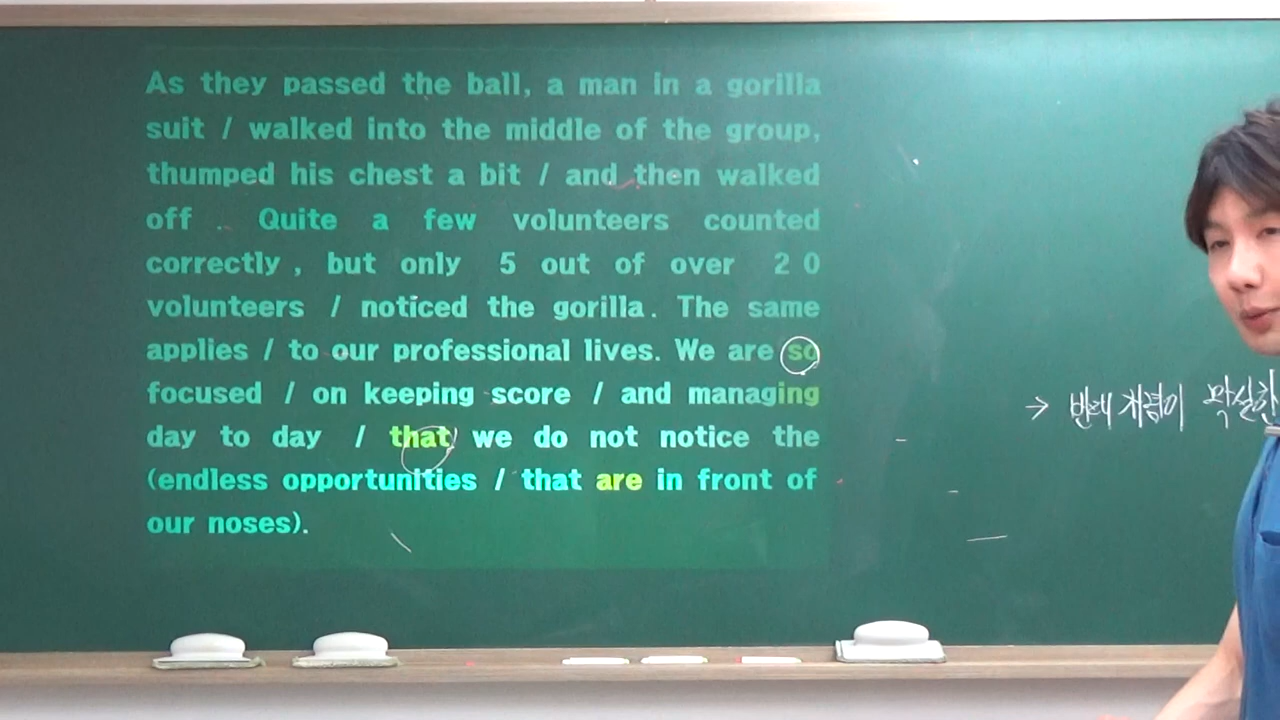 As they passed the ball, a man in a gorilla
suit / walked into the middle of the group,
thumped his chest a bit / and then walked
off . Quite a few volunteers counted
correctly , but only 5 out of over 2 0
volunteers / noticed the gorilla. The same
applies / to our professional lives. We are so
focused / on keeping score / and managing
day to day / that we do not notice the
(endless opportunities / that are in front of
our noses).
→ 반대 개념이 확실한